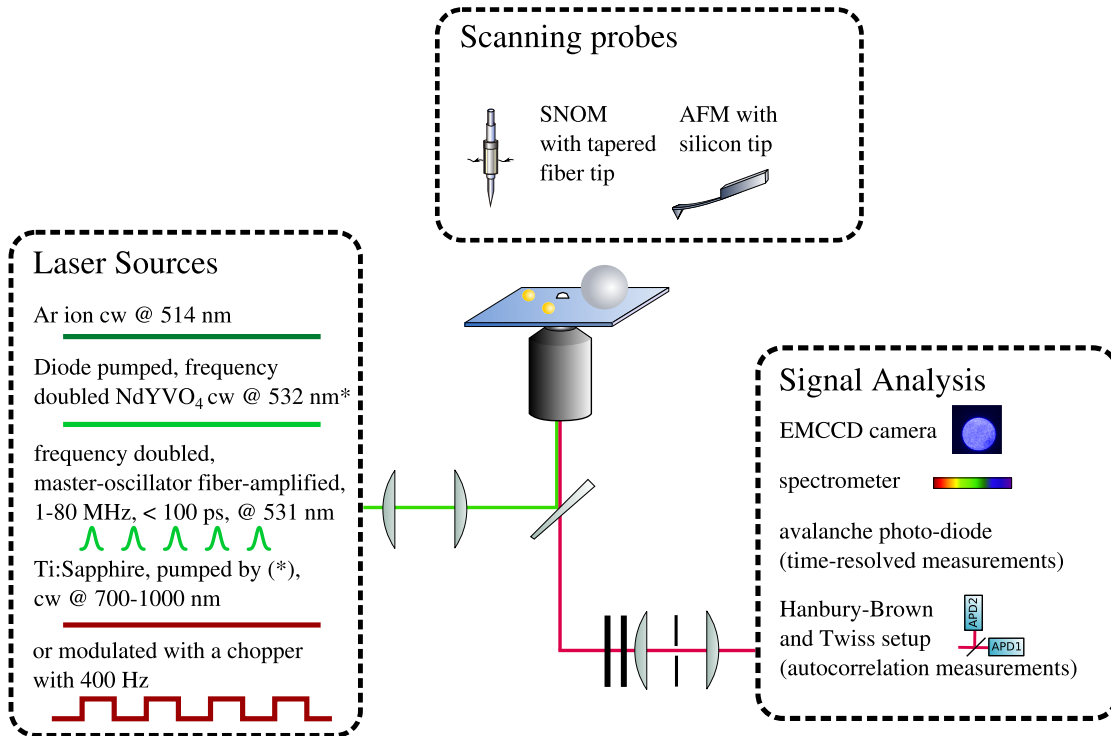 Scanning probes
SNOM
with tapered
fiber tip
AFM with
silicon tip
Laser Sources
Ar ion cw @ 514 nm
Diode pumped, frequency
doubled NdYVO₄ cw @ 532 nm*
frequency doubled,
master-oscillator fiber-amplified,
1-80 MHz, < 100 ps, @ 531 nm
Ti:Sapphire, pumped by (*),
cw @ 700-1000 nm
or modulated with a chopper
with 400 Hz
Signal Analysis
EMCCD camera
spectrometer
avalanche photo-diode
(time-resolved measurements)
Hanbury-Brown
and Twiss setup
(autocorrelation measurements)
APD2
APD1